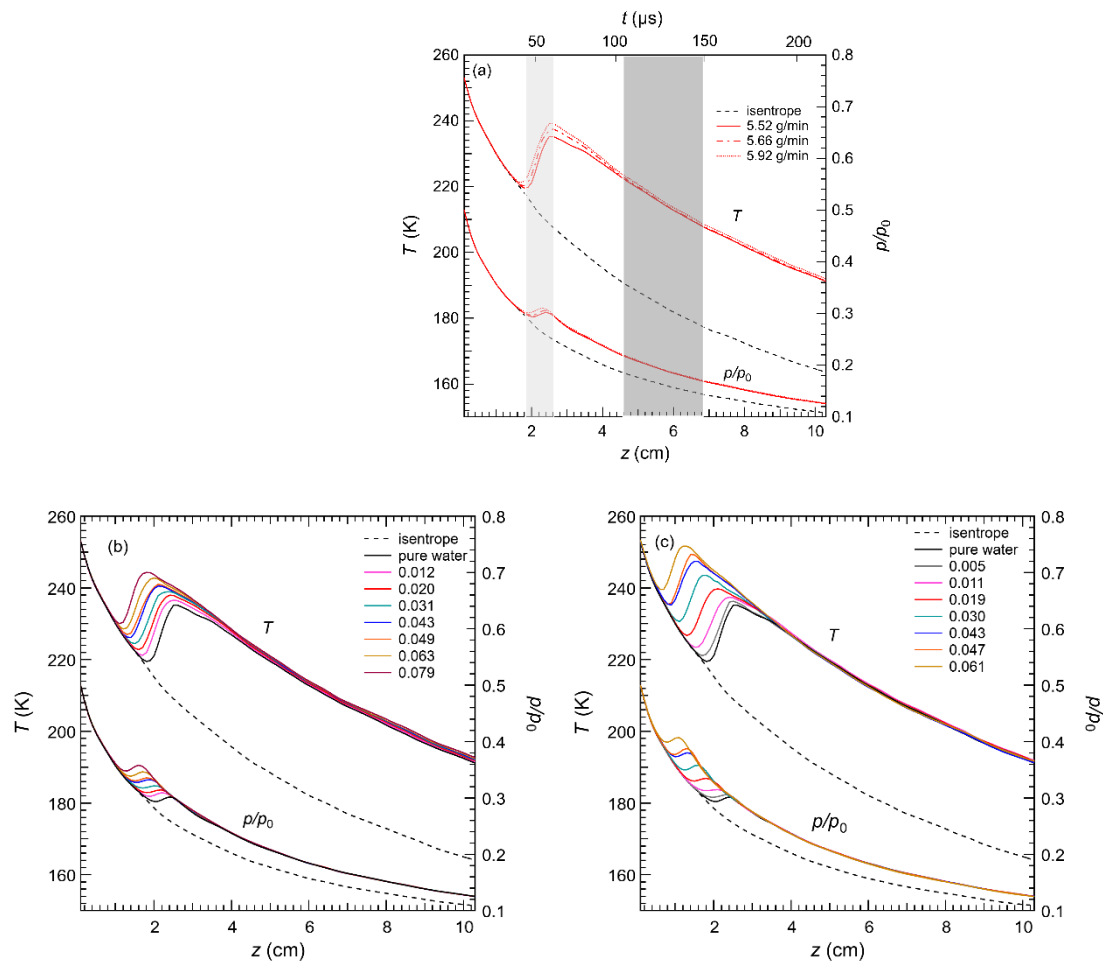 t (μs)
0 50 100 150 200
(a)
260
240
220
200
180
160
T (K)
0.8
0.7
0.6
0.5
0.4
0.3
0.2
0.1
p/p0
isentrope
5.52 g/min
5.66 g/min
5.92 g/min
T
p/p0
2 4 6 8 10
z (cm)
(b)
260
240
220
200
180
160
T (K)
0.8
0.7
0.6
0.5
0.4
0.3
0.2
0.1
p/p0
isentrope
pure water
0.012
0.020
0.031
0.043
0.049
0.063
0.079
T
p/p0
2 4 6 8 10
z (cm)
(c)
260
240
220
200
180
160
T (K)
0.8
0.7
0.6
0.5
0.4
0.3
0.2
0.1
p/p0
isentrope
pure water
0.005
0.011
0.019
0.030
0.043
0.047
0.061
T
p/p0
2 4 6 8 10
z (cm)